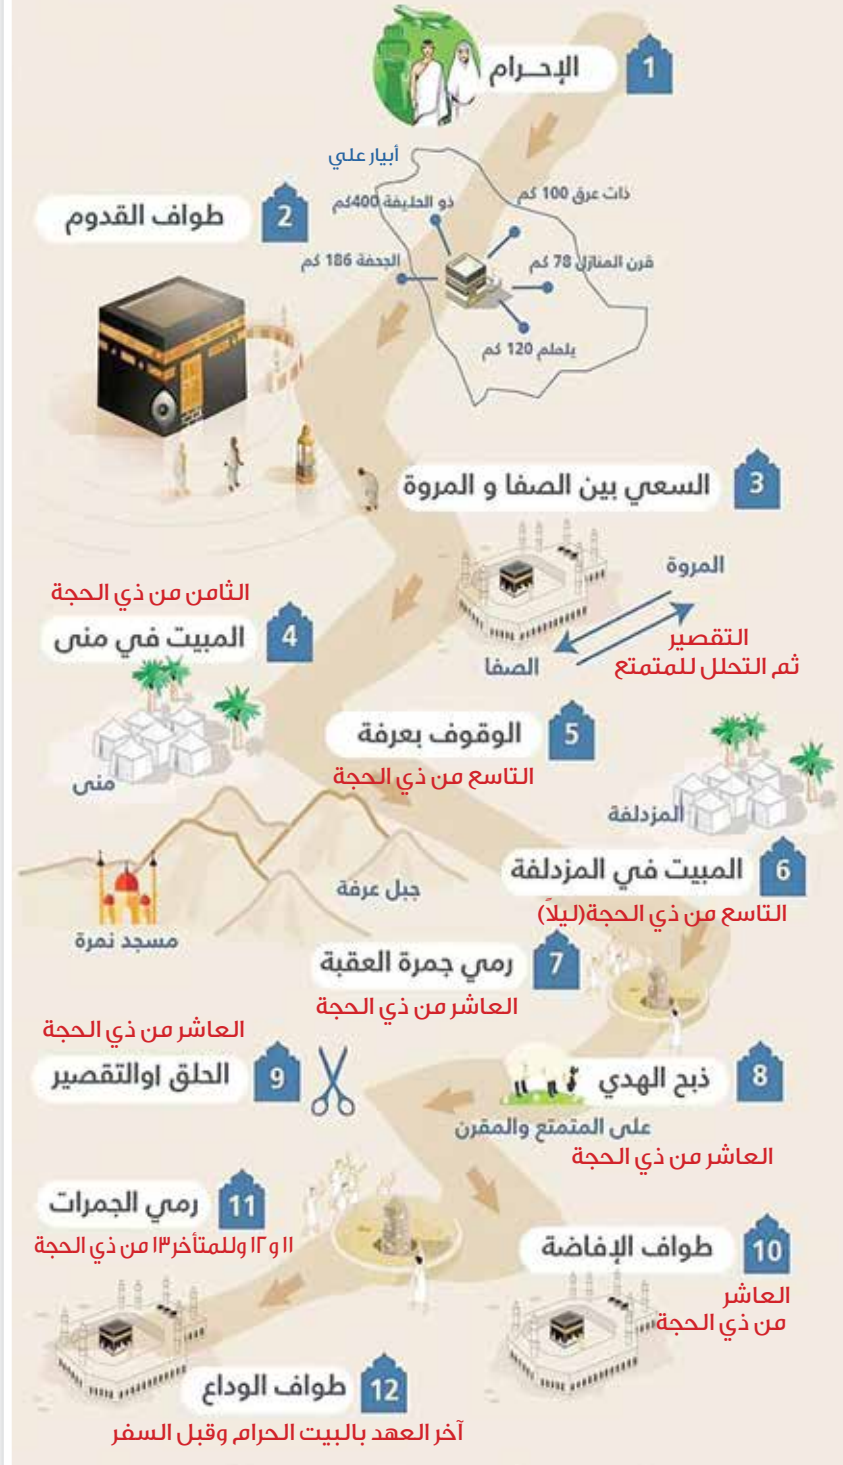 1
الإحــرام
أبيار علي
ذات عرق 100 كم
ذو الحليفة 400كم
قرن المنازل 78 كم
الجحفة 186 كم
يلملم 120 كم
2
طواف القدوم
3
السعي بين الصفا و المروة
المروة
الصفا
التقصير
ثم التحلل للمتمتع
الثامن من ذي الحجة
4
المبيت في منى
منى
5
الوقوف بعرفة
التاسع من ذي الحجة
جبل عرفة
مسجد نمرة
المزدلفة
6
المبيت في المزدلفة
التاسع من ذي الحجة(ليلاً)
7
رمي جمرة العقبة
العاشر من ذي الحجة
8
ذبح الهدي
على المتمتع والمقرن
العاشر من ذي الحجة
العاشر من ذي الحجة
9
الحلق اوالتقصير
10
طواف الإفاضة
العاشر
من ذي الحجة
11
رمي الجمرات
١١ و١٢ وللمتأخر١٣ من ذي الحجة
12
طواف الوداع
آخر العهد بالبيت الحرام وقبل السفر